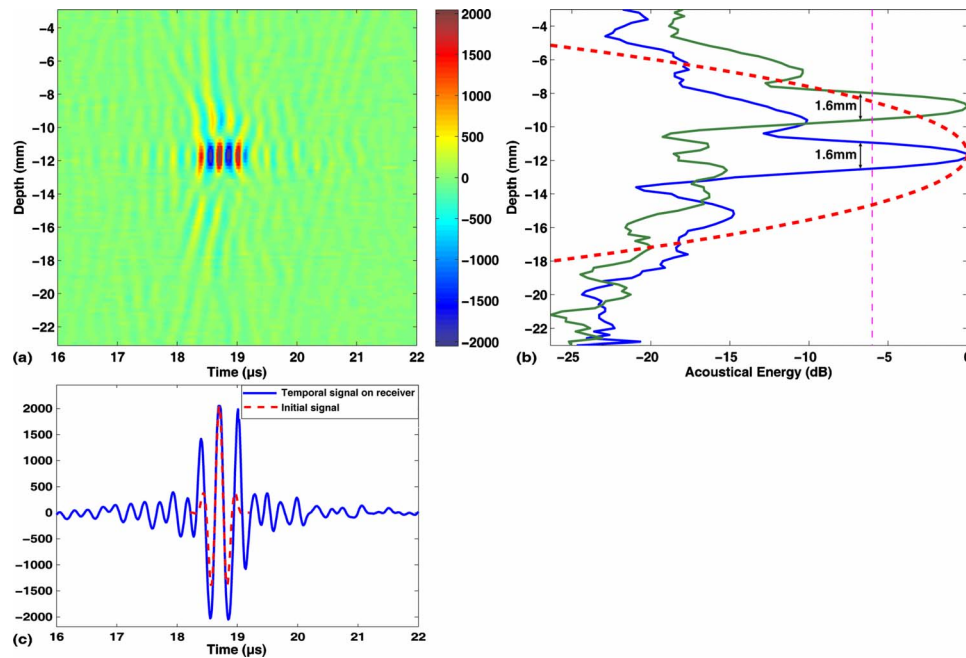 −4
−6
−8
−10
−12
−14
−16
−18
−20
−22
Depth (mm)
16 17 18 19 20 21 22
Time (µs)
(a)
2000
1500
1000
500
0
−500
−1000
−1500
−2000
−4
−6
−8
−10
−12
−14
−16
−18
−20
−22
Depth (mm)
1.6mm
1.6mm
−25 −20 −15 −10 −5 0
Acoustical Energy (dB)
(b)
Temporal signal on receiver
Initial signal
2000
1500
1000
500
0
−500
−1000
−1500
−2000
16 17 18 19 20 21 22
Time (µs)
(c)